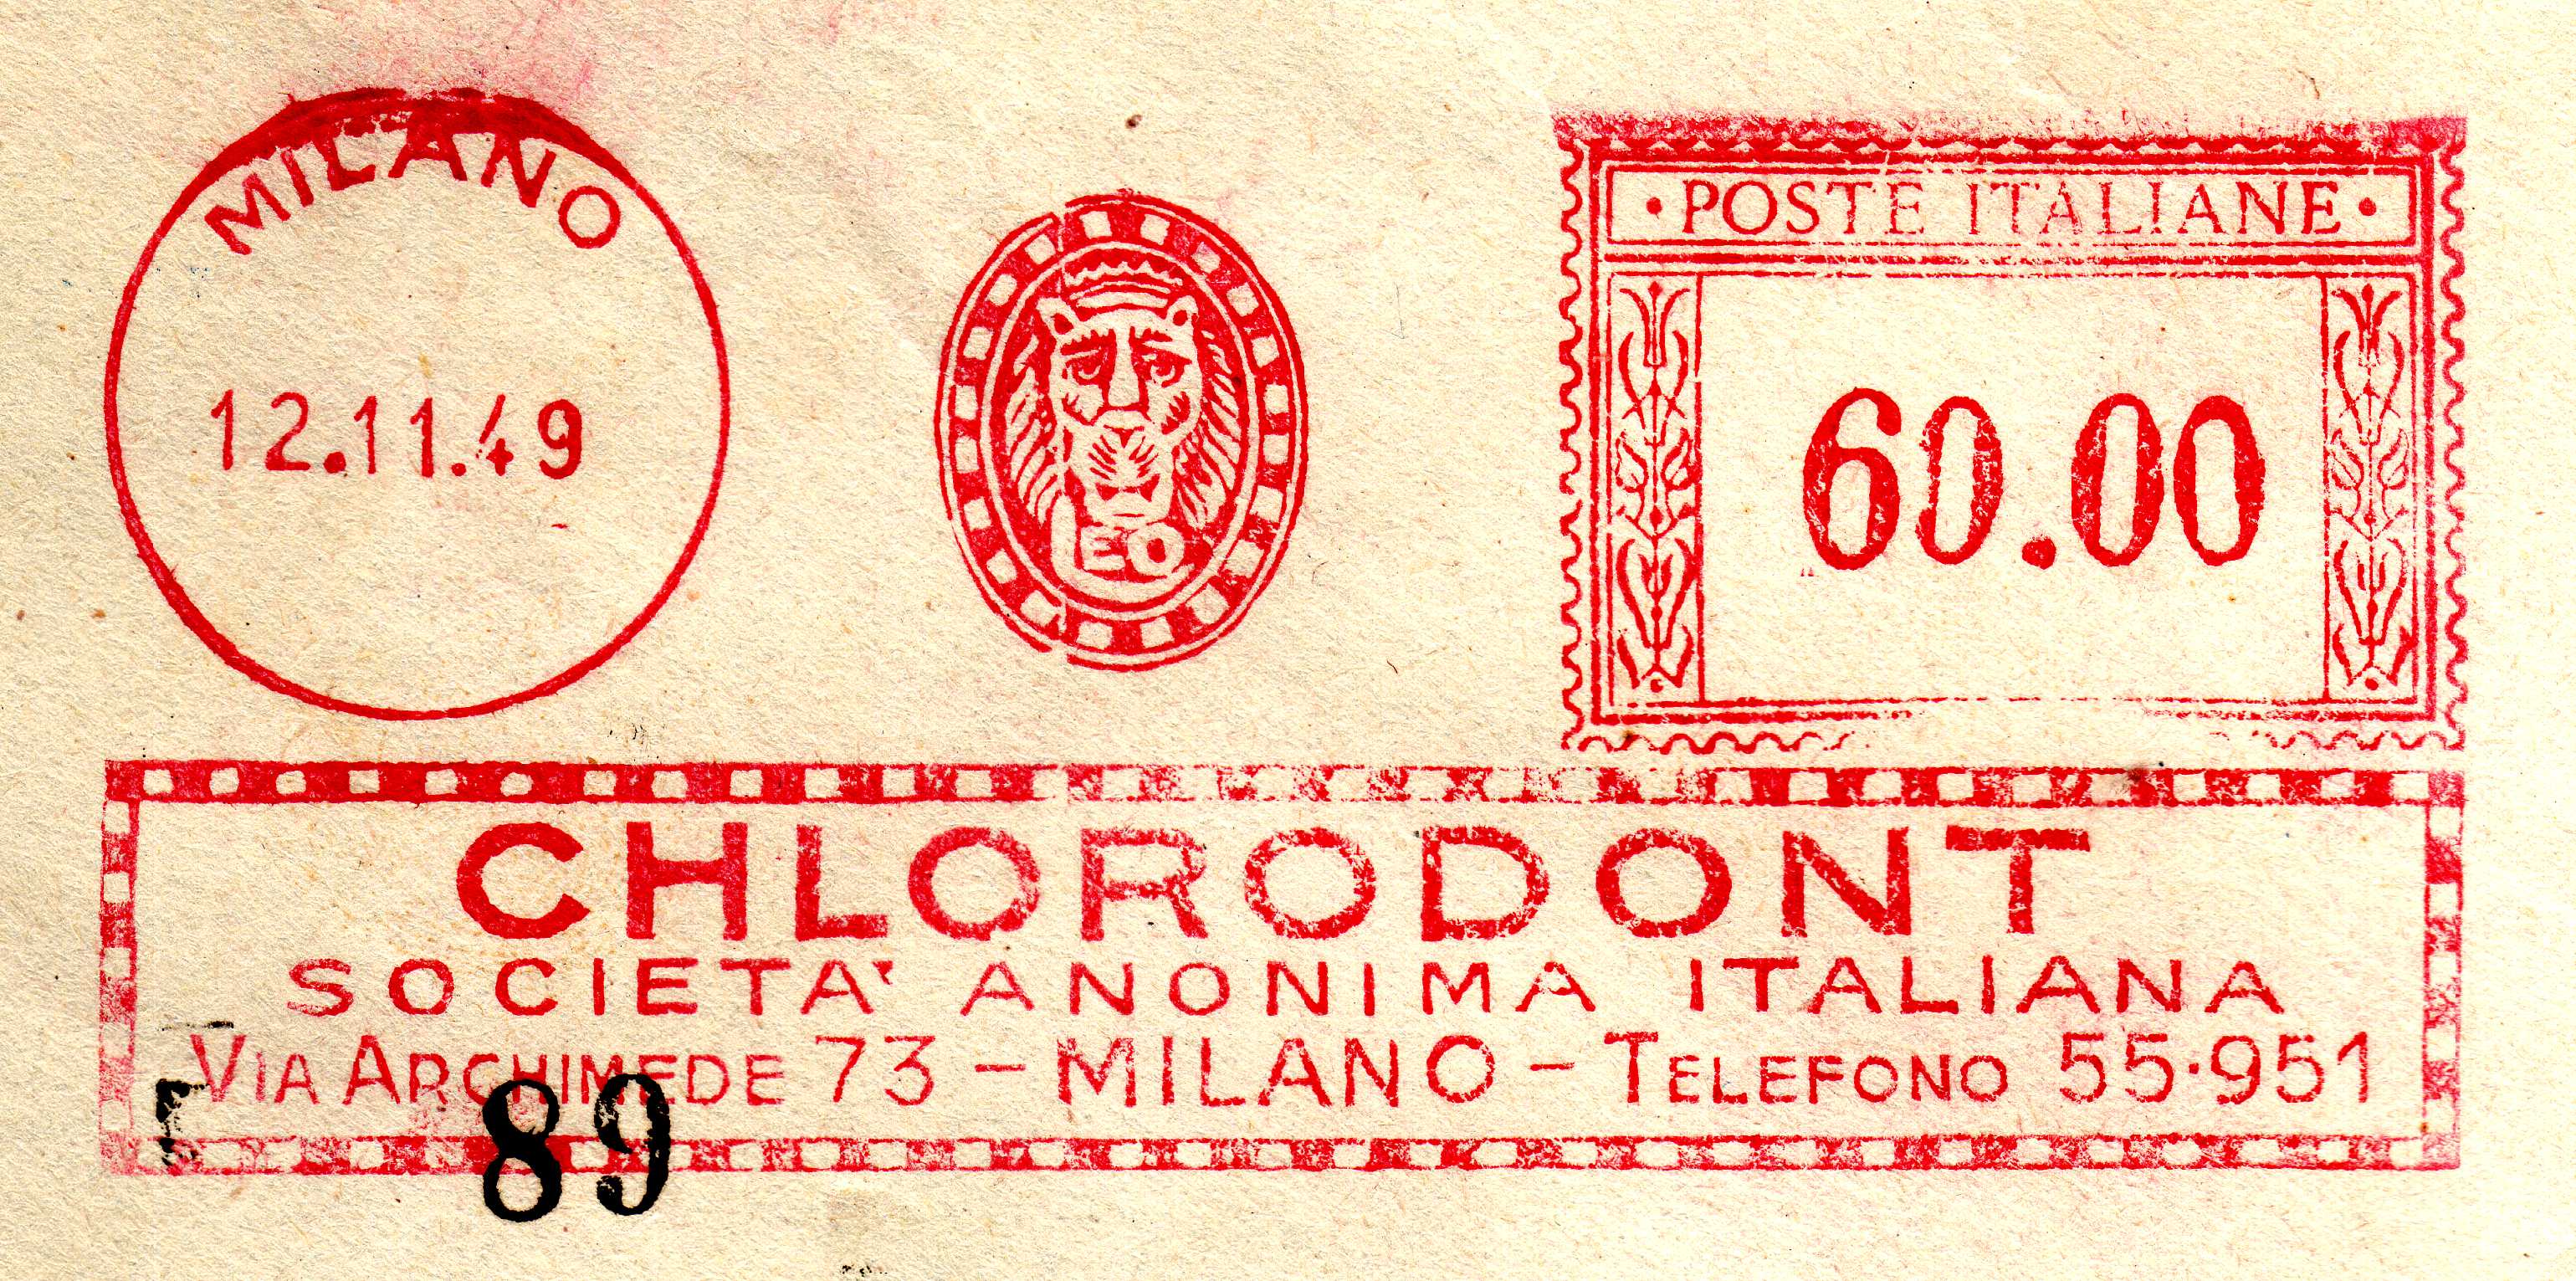 MILANO
12.11.49
LEO
• POSTE ITALIANE •
60.00
CHLORODONT
SOCIETA' ANONIMA ITALIANA
VIA ARCHIMEDE 73 – MILANO – TELEFONO 55·951
89